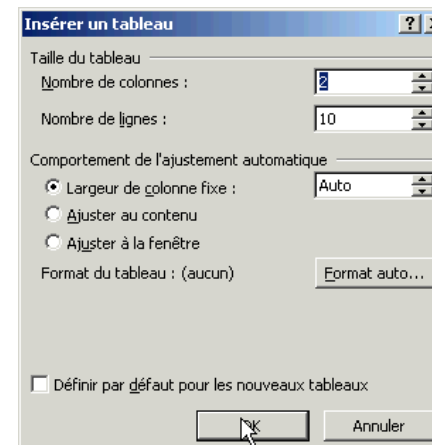 Insérer un tableau
Taille du tableau
Nombre de colonnes : 2
Nombre de lignes : 10
Comportement de l'ajustement automatique
Largeur de colonne fixe : Auto
Ajuster au contenu
Ajuster à la fenêtre
Format du tableau : (aucun) Format auto...
Définir par défaut pour les nouveaux tableaux
OK Annuler